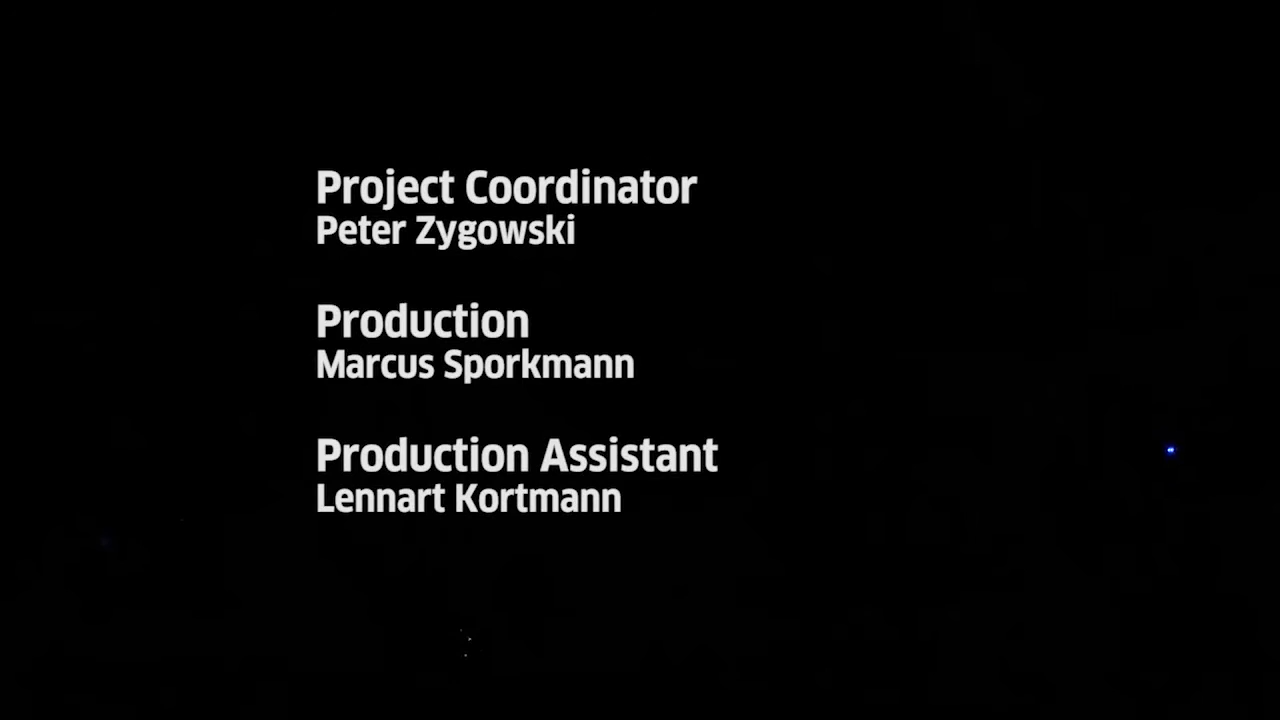 Project Coordinator
Peter Zygowski
Production
Marcus Sporkmann
Production Assistant
Lennart Kortmann